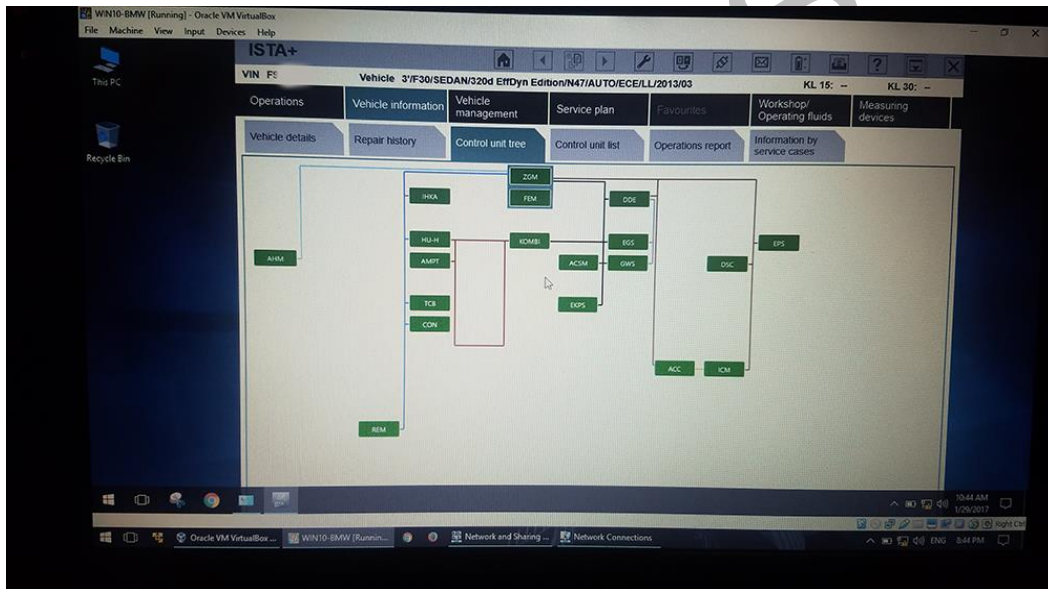 WIN10-BMW [Running] - Oracle VM VirtualBox
File Machine View Input Devices Help
This PC
Recycle Bin
ISTA+
VIN FS
Vehicle 3'/F30/SEDAN/320d EffDyn Edition/N47/AUTO/ECE/LL/2013/03
KL 15: --
KL 30: --
Operations
Vehicle information
Vehicle management
Service plan
Favourites
Workshop/ Operating fluids
Measuring devices
Vehicle details
Repair history
Control unit tree
Control unit list
Operations report
Information by service cases
ZGM
IHKA
FEM
DDE
HU-H
KOMBI
EGS
EPS
AHM
AMPT
ACSM
GWS
DSC
TCB
EKPS
CON
ACC
ICM
REM
10:44 AM
1/29/2017
Right Ctrl
Oracle VM VirtualBox ...
WIN10-BMW [Runnin...
Network and Sharing ...
Network Connections
ENG
8:44 PM